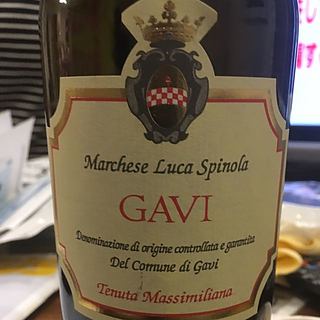 Marchese Luca Spinola
GAVI
Denominazione di origine controllata e garantita
Del Comune di Gavi
Tenuta Massimiliana